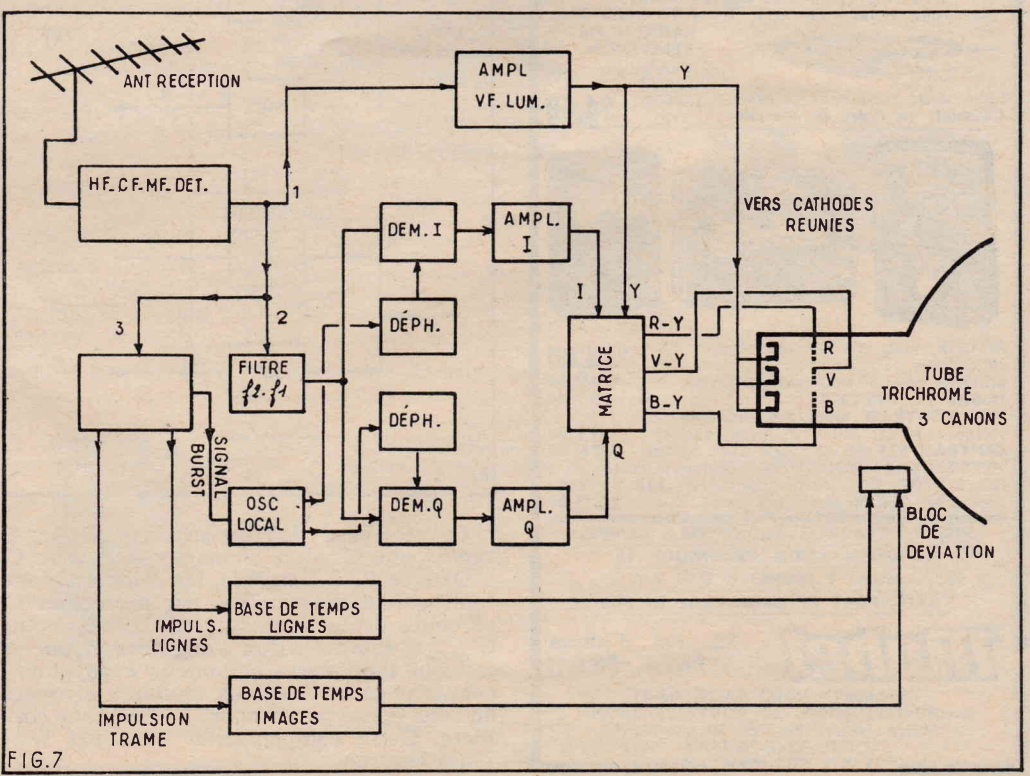 ANT RECEPTION
AMPL
VF. LUM.
Y
HF_CF_MF_DET.
1
VERS CATHODES
REUNIES
DEM. I
AMPL.
I
I
Y
3
2
DÉPH.
R-Y
V-Y
B-Y
MATRICE
R
V
B
TUBE
TRICHROME
3 CANONS
FILTRE
f2-f1
DÉPH.
SIGNAL
BURST
Q
OSC
LOCAL
DEM.Q
AMPL.
Q
BLOC
DE
DEVIATION
IMPULS.
LIGNES
BASE DE TEMPS
LIGNES
IMPULSION
TRAME
BASE DE TEMPS
IMAGES
FIG.7